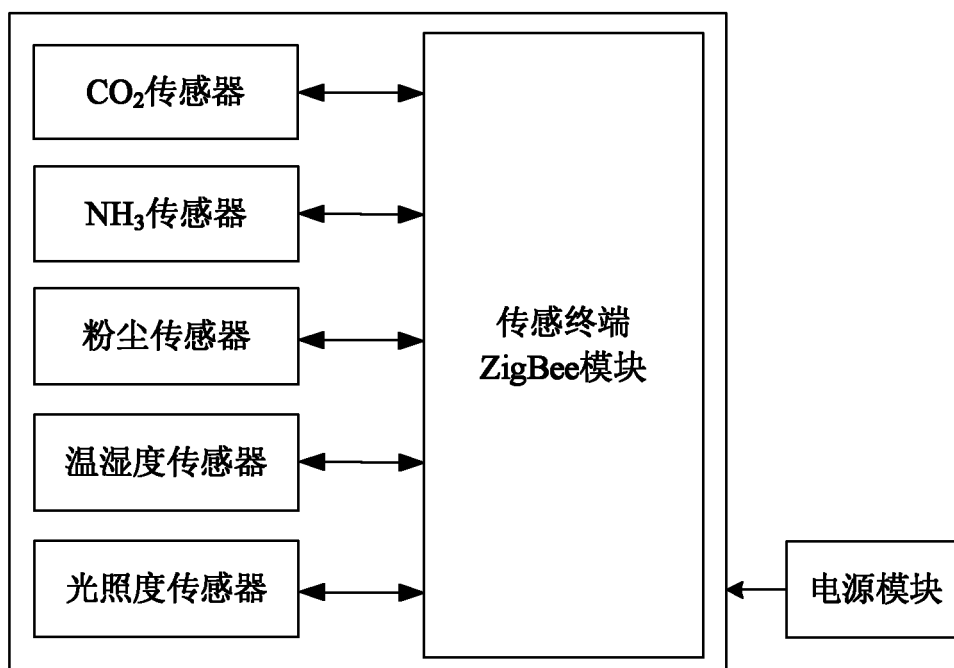 CO₂传感器
NH₃传感器
粉尘传感器
温湿度传感器
光照度传感器
传感终端
ZigBee模块
电源模块